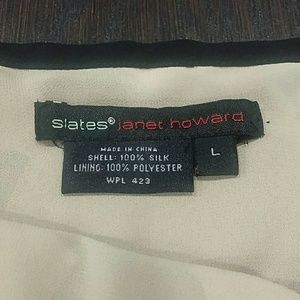 Slates® janet howard
MADE IN CHINA
SHELL: 100% SILK
LINING: 100% POLYESTER
WPL 423
L